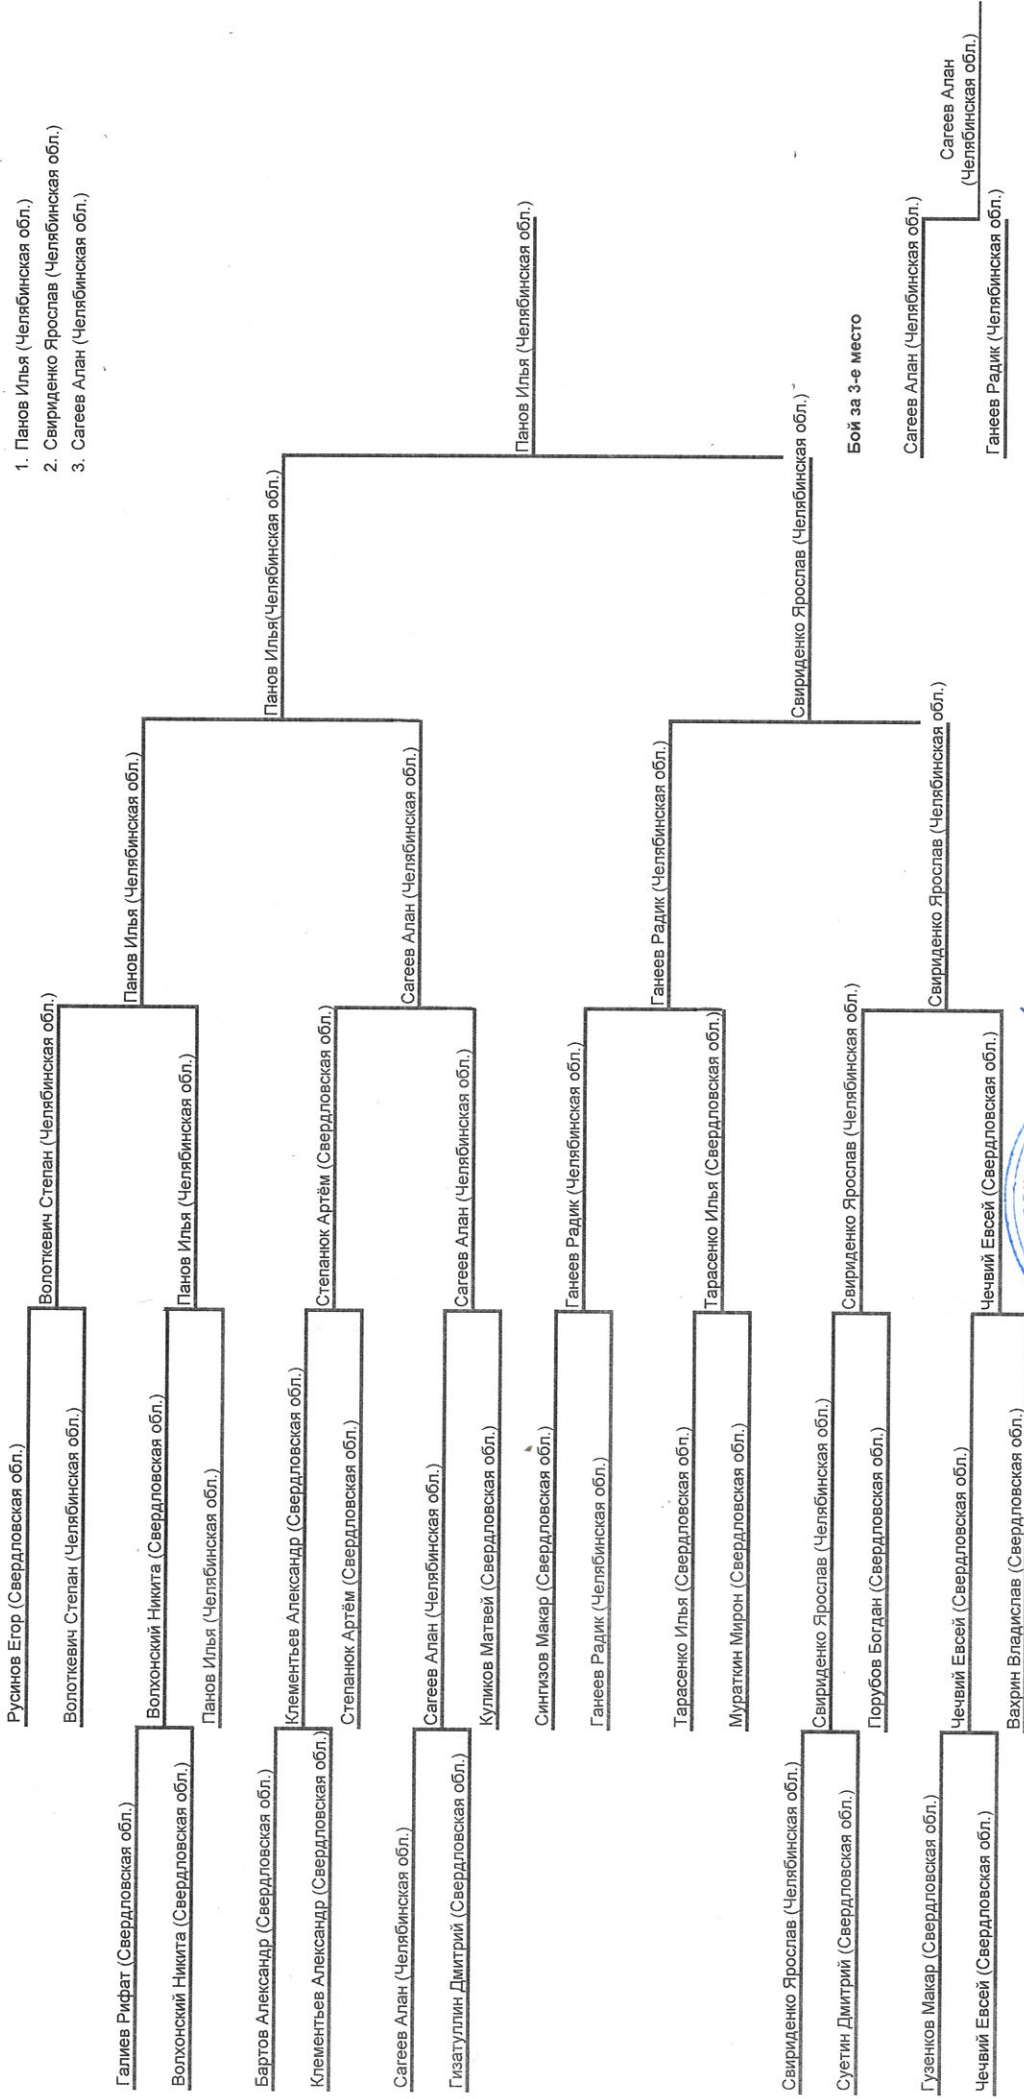 1. Панов Илья (Челябинская обл.)
2. Свириденко Ярослав (Челябинская обл.)
3. Сагеев Алан (Челябинская обл.)
Галиев Рифат (Свердловская обл.)
Волхонский Никита (Свердловская обл.)
Бартов Александр (Свердловская обл.)
Клементьев Александр (Свердловская обл.)
Сагеев Алан (Челябинская обл.)
Гизатуллин Дмитрий (Свердловская обл.)
Свириденко Ярослав (Челябинская обл.)
Суетин Дмитрий (Свердловская обл.)
Гузенков Макар (Свердловская обл.)
Чечвий Евсей (Свердловская обл.)
Русинов Егор (Свердловская обл.)
Волоткевич Степан (Челябинская обл.)
Волхонский Никита (Свердловская обл.)
Панов Илья (Челябинская обл.)
Клементьев Александр (Свердловская обл.)
Степанюк Артём (Свердловская обл.)
Сагеев Алан (Челябинская обл.)
Куликов Матвей (Свердловская обл.)
Сингизов Макар (Свердловская обл.)
Ганеев Радик (Челябинская обл.)
Тарасенко Илья (Свердловская обл.)
Мураткин Мирон (Свердловская обл.)
Свириденко Ярослав (Челябинская обл.)
Порубов Богдан (Свердловская обл.)
Чечвий Евсей (Свердловская обл.)
Вахрин Владислав (Свердловская обл.)
Волоткевич Степан (Челябинская обл.)
Панов Илья (Челябинская обл.)
Степанюк Артём (Свердловская обл.)
Сагеев Алан (Челябинская обл.)
Ганеев Радик (Челябинская обл.)
Тарасенко Илья (Свердловская обл.)
Свириденко Ярослав (Челябинская обл.)
Чечвий Евсей (Свердловская обл.)
Панов Илья (Челябинская обл.)
Сагеев Алан (Челябинская обл.)
Ганеев Радик (Челябинская обл.)
Свириденко Ярослав (Челябинская обл.)
Панов Илья(Челябинская обл.)
Свириденко Ярослав (Челябинская обл.)
Панов Илья (Челябинская обл.)
Бой за 3-е место
Сагеев Алан (Челябинская обл.)
Ганеев Радик (Челябинская обл.)
Сагеев Алан
(Челябинская обл.)